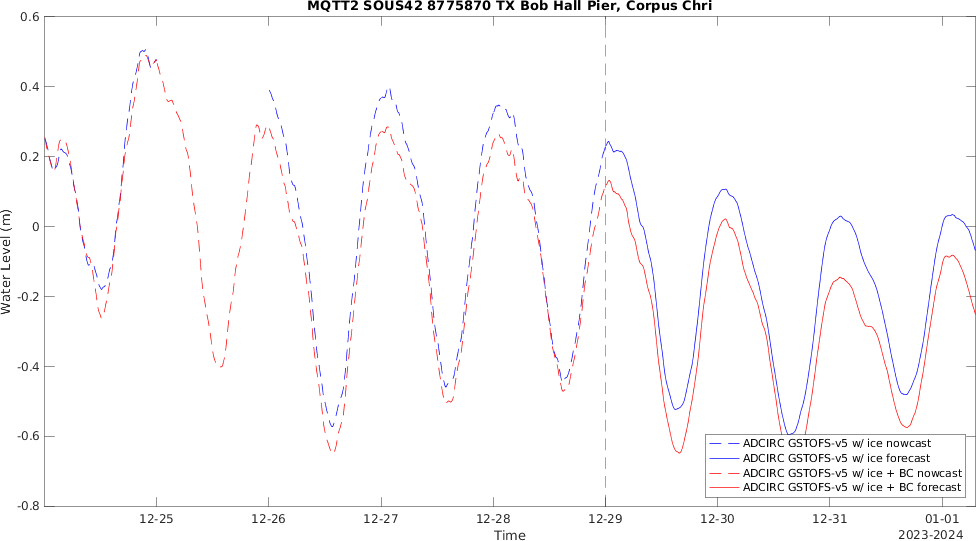 MQTT2 SOUS42 8775870 TX Bob Hall Pier, Corpus Chri
0.6
0.4
0.2
0
-0.2
-0.4
-0.6
-0.8
Water Level (m)
ADCIRC GSTOFS-v5 w/ ice nowcast
ADCIRC GSTOFS-v5 w/ ice forecast
ADCIRC GSTOFS-v5 w/ ice + BC nowcast
ADCIRC GSTOFS-v5 w/ ice + BC forecast
12-25 12-26 12-27 12-28 12-29 12-30 12-31 01-01
Time
2023-2024